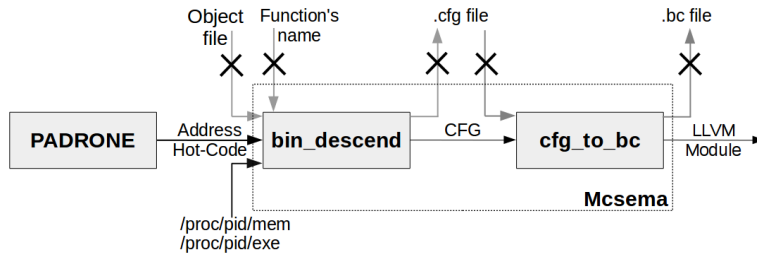 Object
file
Function's
name
.cfg file
.bc file
PADRONE
Address
Hot-Code
bin_descend
CFG
cfg_to_bc
LLVM
Module
Mcsema
/proc/pid/mem
/proc/pid/exe